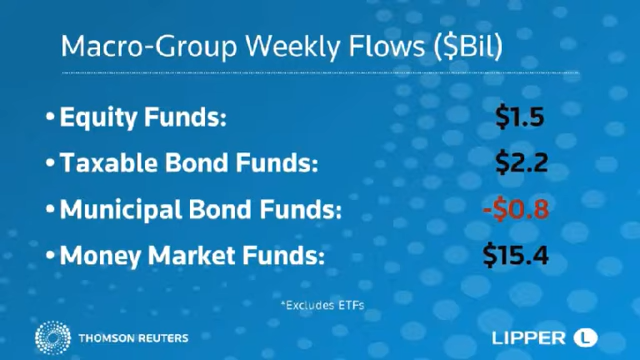 Macro-Group Weekly Flows ($Bil)
•Equity Funds: $1.5
•Taxable Bond Funds: $2.2
•Municipal Bond Funds: -$0.8
•Money Market Funds: $15.4
*Excludes ETFs
THOMSON REUTERS LIPPER L